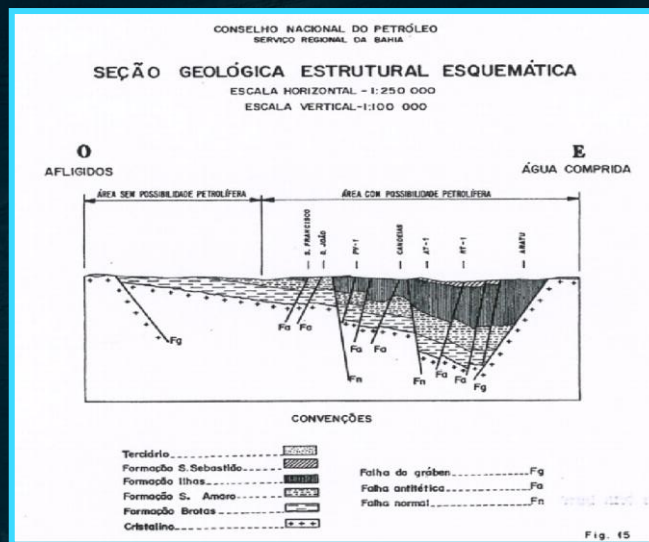 CONSELHO NACIONAL DO PETRÓLEO
SERVIÇO REGIONAL DA BAHIA
SEÇÃO GEOLÓGICA ESTRUTURAL ESQUEMÁTICA
ESCALA HORIZONTAL - 1:250 000
ESCALA VERTICAL-1:100 000
O
AFLIGIDOS
E
ÁGUA COMPRIDA
ÁREA SEM POSSIBILIDADE PETROLÍFERA
ÁREA COM POSSIBILIDADE PETROLÍFERA
S. FRANCISCO
S. JOÃO
PV-1
CANDEIAS
AT-1
MT-1
ARATU
Fg
Fa
Fa
Fa
Fa
Fn
Fn
Fa
Fa
Fg
CONVENÇÕES
Terciário
Formação S. Sebastião
Formação Ilhas
Formação S. Amaro
Formação Brotas
Cristalino
Falha do gráben Fg
Falha antitética Fa
Falha normal Fn
Fig. 15